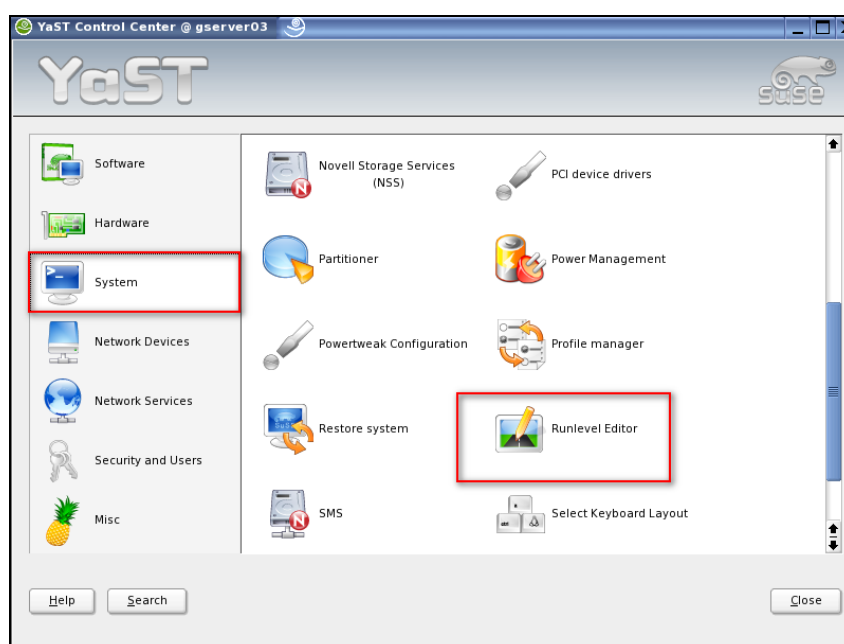 YaST Control Center @ gserver03
YaST
SUSE
Software
Hardware
System
Network Devices
Network Services
Security and Users
Misc
Novell Storage Services
(NSS)
PCI device drivers
Partitioner
Power Management
Powertweak Configuration
Profile manager
Restore system
Runlevel Editor
SMS
Select Keyboard Layout
Help
Search
Close